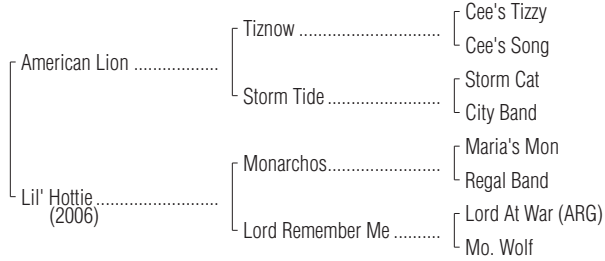 Cee's Tizzy
Tiznow ..............................
Cee's Song
American Lion ..................
Storm Cat
Storm Tide ........................
City Band
Maria's Mon
Monarchos........................
Regal Band
Lil' Hottie..........................
(2006)
Lord At War (ARG)
Lord Remember Me ..........
Mo. Wolf